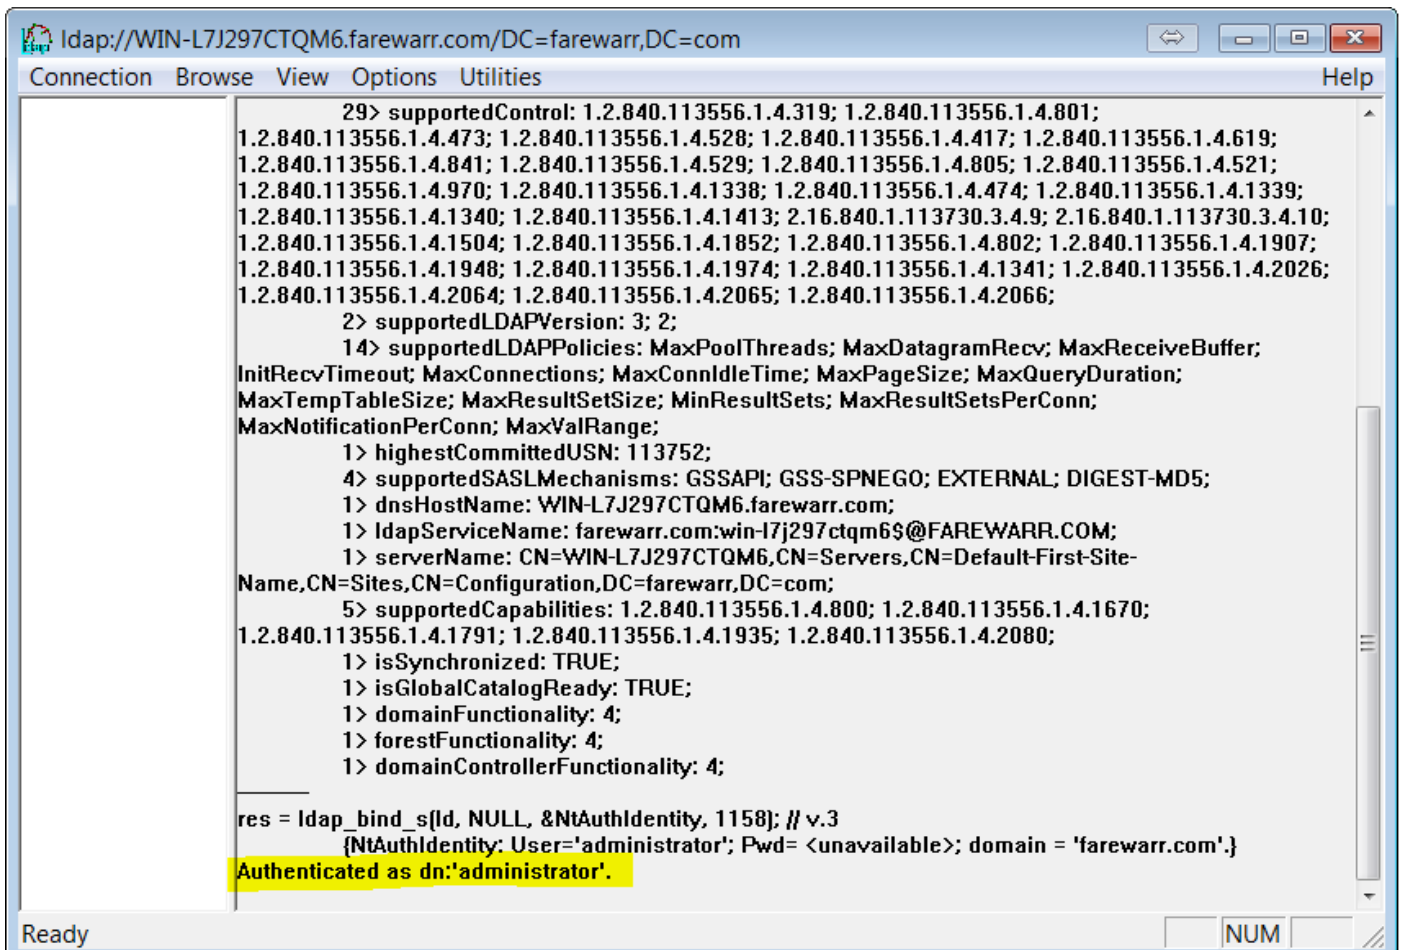 ldap://WIN-L7J297CTQM6.farewarr.com/DC=farewarr,DC=com
Connection Browse View Options Utilities Help
29> supportedControl: 1.2.840.113556.1.4.319; 1.2.840.113556.1.4.801;
1.2.840.113556.1.4.473; 1.2.840.113556.1.4.528; 1.2.840.113556.1.4.417; 1.2.840.113556.1.4.619;
1.2.840.113556.1.4.841; 1.2.840.113556.1.4.529; 1.2.840.113556.1.4.805; 1.2.840.113556.1.4.521;
1.2.840.113556.1.4.970; 1.2.840.113556.1.4.1338; 1.2.840.113556.1.4.474; 1.2.840.113556.1.4.1339;
1.2.840.113556.1.4.1340; 1.2.840.113556.1.4.1413; 2.16.840.1.113730.3.4.9; 2.16.840.1.113730.3.4.10;
1.2.840.113556.1.4.1504; 1.2.840.113556.1.4.1852; 1.2.840.113556.1.4.802; 1.2.840.113556.1.4.1907;
1.2.840.113556.1.4.1948; 1.2.840.113556.1.4.1974; 1.2.840.113556.1.4.1341; 1.2.840.113556.1.4.2026;
1.2.840.113556.1.4.2064; 1.2.840.113556.1.4.2065; 1.2.840.113556.1.4.2066;
2> supportedLDAPVersion: 3; 2;
14> supportedLDAPPolicies: MaxPoolThreads; MaxDatagramRecv; MaxReceiveBuffer;
InitRecvTimeout; MaxConnections; MaxConnIdleTime; MaxPageSize; MaxQueryDuration;
MaxTempTableSize; MaxResultSetSize; MinResultSets; MaxResultSetsPerConn;
MaxNotificationPerConn; MaxValRange;
1> highestCommittedUSN: 113752;
4> supportedSASLMechanisms: GSSAPI; GSS-SPNEGO; EXTERNAL; DIGEST-MD5;
1> dnsHostName: WIN-L7J297CTQM6.farewarr.com;
1> ldapServiceName: farewarr.com:win-l7j297ctqm6$@FAREWARR.COM;
1> serverName: CN=WIN-L7J297CTQM6,CN=Servers,CN=Default-First-Site-
Name,CN=Sites,CN=Configuration,DC=farewarr,DC=com;
5> supportedCapabilities: 1.2.840.113556.1.4.800; 1.2.840.113556.1.4.1670;
1.2.840.113556.1.4.1791; 1.2.840.113556.1.4.1935; 1.2.840.113556.1.4.2080;
1> isSynchronized: TRUE;
1> isGlobalCatalogReady: TRUE;
1> domainFunctionality: 4;
1> forestFunctionality: 4;
1> domainControllerFunctionality: 4;
res = ldap_bind_s(ld, NULL, &NtAuthIdentity, 1158); // v.3
{NtAuthIdentity: User='administrator'; Pwd= <unavailable>; domain = 'farewarr.com'.}
Authenticated as dn:'administrator'.
Ready NUM